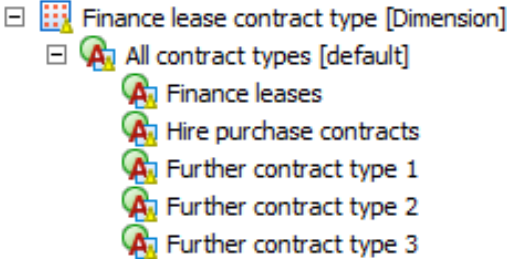 Finance lease contract type [Dimension]
All contract types [default]
Finance leases
Hire purchase contracts
Further contract type 1
Further contract type 2
Further contract type 3